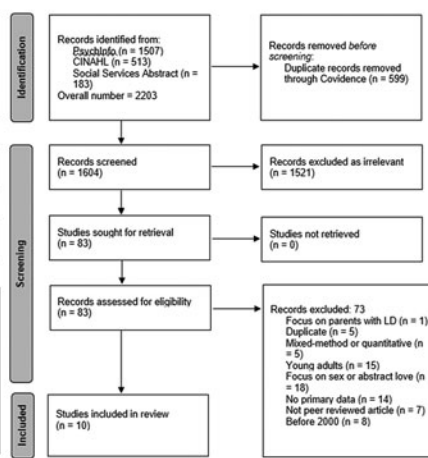 Identification
Records identified from:
PsychInfo (n = 1507)
CINAHL (n = 513)
Social Services Abstract (n =
183)
Overall number = 2203
Records removed before
screening:
Duplicate records removed
through Covidence (n = 599)
Screening
Records screened
(n = 1604)
Records excluded as irrelevant
(n = 1521)
Studies sought for retrieval
(n = 83)
Studies not retrieved
(n = 0)
Records assessed for eligibility
(n = 83)
Records excluded: 73
Focus on parents with LD (n = 1)
Duplicate (n = 5)
Mixed-method or quantitative (n
= 5)
Young adults (n = 15)
Focus on sex or abstract love (n
= 18)
No primary data (n = 14)
Not peer reviewed article (n = 7)
Before 2000 (n = 8)
Included
Studies included in review
(n = 10)